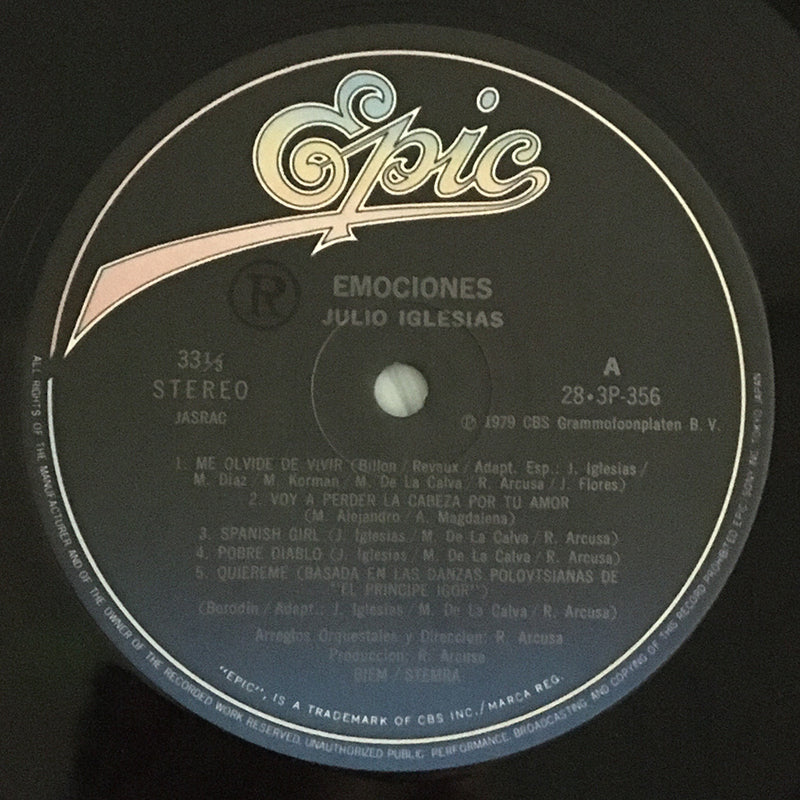 Epic
R
EMOCIONES
JULIO IGLESIAS
33⅓
STEREO
JASRAC
A
28・3P-356
Ⓟ 1979 CBS Grammofoonplaten B. V.
1. ME OLVIDE DE VIVIR (Billon / Revaux / Adapt. Esp.: J. Iglesias /
M. Diaz / M. Korman / M. De La Calva / R. Arcusa / J. Flores)
2. VOY A PERDER LA CABEZA POR TU AMOR
(M. Alejandro / A. Magdalena)
3. SPANISH GIRL (J. Iglesias / M. De La Calva / R. Arcusa)
4. POBRE DIABLO (J. Iglesias / M. De La Calva / R. Arcusa)
5. QUIEREME (BASADA EN LAS DANZAS POLOVTSIANAS DE
"EL PRINCIPE IGOR")
(Borodin / Adapt.: J. Iglesias / M. De La Calva / R. Arcusa)
Arreglos Orquestales y Direccion: R. Arcusa
Produccion: R. Arcusa
BIEM / STEMRA
"EPIC", IS A TRADEMARK OF CBS INC./MARCA REG.
ALL RIGHTS OF THE MANUFACTURER AND OF THE OWNER OF THE RECORDED WORK RESERVED. UNAUTHORIZED PUBLIC PERFORMANCE, BROADCASTING AND COPYING OF THIS RECORD PROHIBITED EPIC SONY INC. TOKYO JAPAN